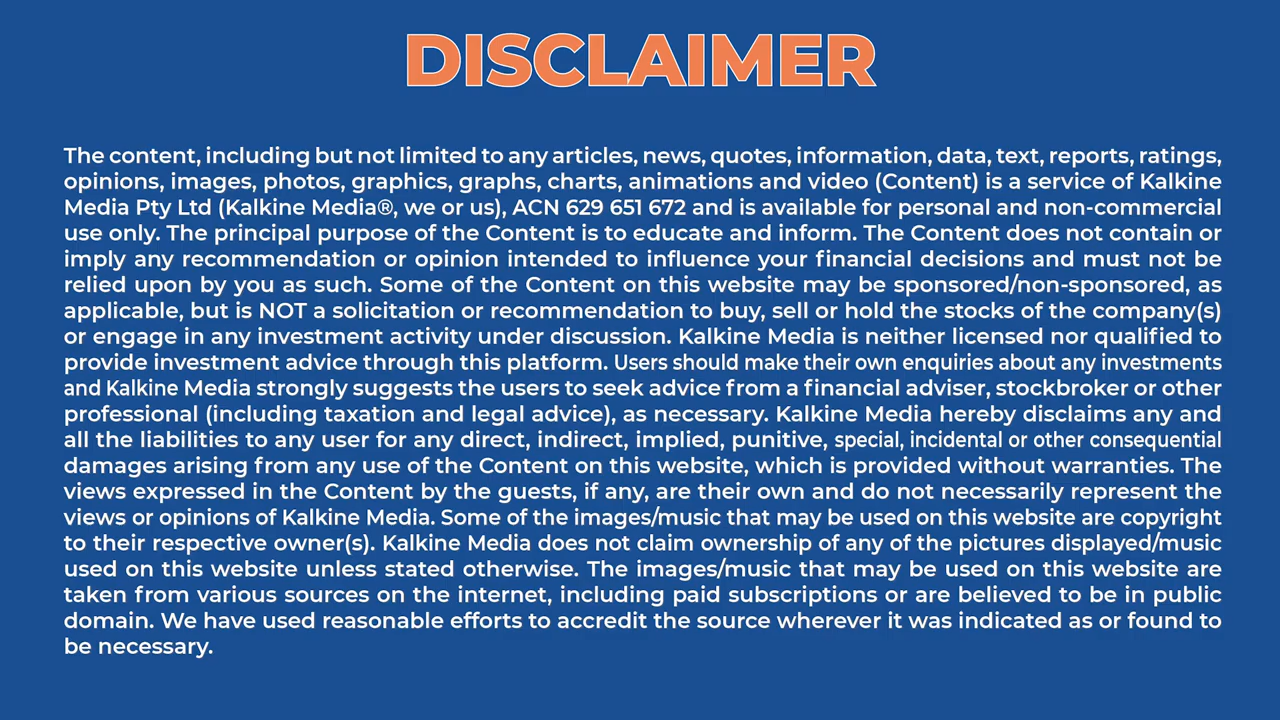 DISCLAIMER
The content, including but not limited to any articles, news, quotes, information, data, text, reports, ratings,
opinions, images, photos, graphics, graphs, charts, animations and video (Content) is a service of Kalkine
Media Pty Ltd (Kalkine Media®, we or us), ACN 629 651 672 and is available for personal and non-commercial
use only. The principal purpose of the Content is to educate and inform. The Content does not contain or
imply any recommendation or opinion intended to influence your financial decisions and must not be
relied upon by you as such. Some of the Content on this website may be sponsored/non-sponsored, as
applicable, but is NOT a solicitation or recommendation to buy, sell or hold the stocks of the company(s)
or engage in any investment activity under discussion. Kalkine Media is neither licensed nor qualified to
provide investment advice through this platform. Users should make their own enquiries about any investments
and Kalkine Media strongly suggests the users to seek advice from a financial adviser, stockbroker or other
professional (including taxation and legal advice), as necessary. Kalkine Media hereby disclaims any and
all the liabilities to any user for any direct, indirect, implied, punitive, special, incidental or other consequential
damages arising from any use of the Content on this website, which is provided without warranties. The
views expressed in the Content by the guests, if any, are their own and do not necessarily represent the
views or opinions of Kalkine Media. Some of the images/music that may be used on this website are copyright
to their respective owner(s). Kalkine Media does not claim ownership of any of the pictures displayed/music
used on this website unless stated otherwise. The images/music that may be used on this website are
taken from various sources on the internet, including paid subscriptions or are believed to be in public
domain. We have used reasonable efforts to accredit the source wherever it was indicated as or found to
be necessary.